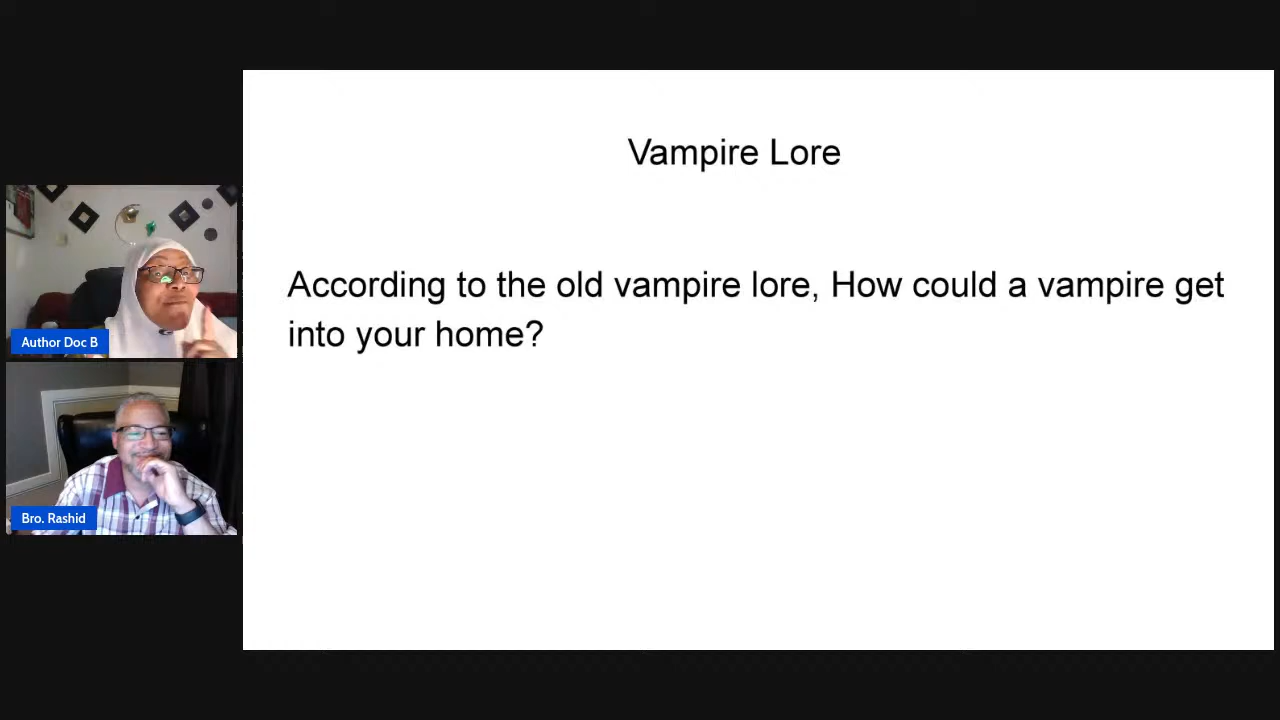 Vampire Lore
According to the old vampire lore, How could a vampire get
into your home?
Author Doc B
Bro. Rashid